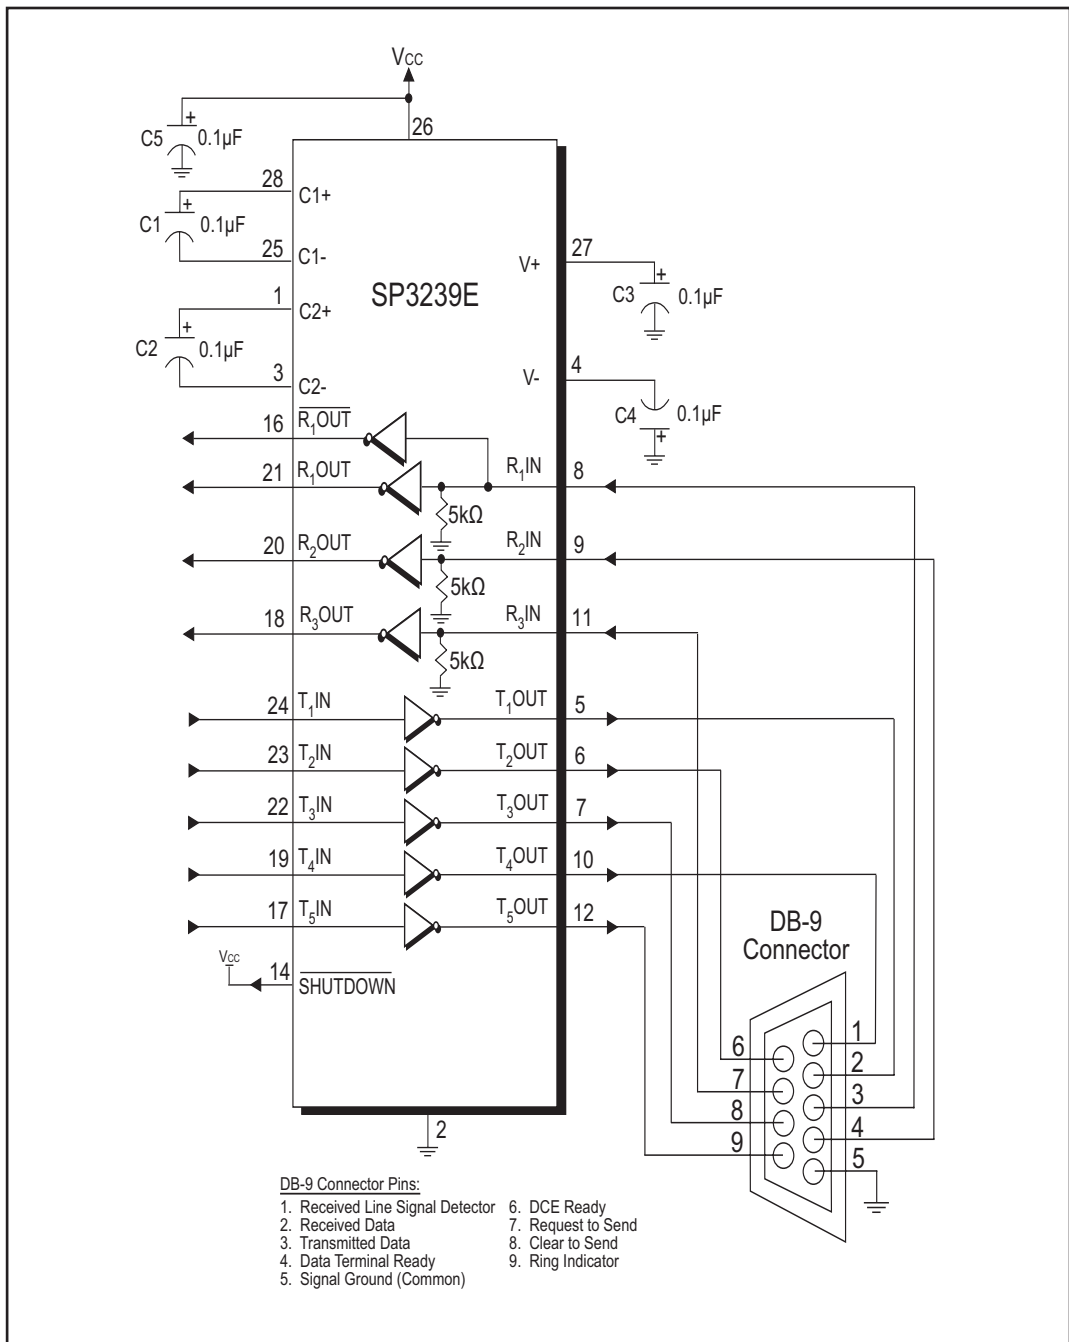 VCC
26
+
C5 0.1µF
28 C1+
+
C1 0.1µF
25 C1-
SP3239E
V+ 27
+
C3 0.1µF
1 C2+
+
C2 0.1µF
3 C2-
V- 4
C4 0.1µF
+
16 R1OUT
21 R1OUT R1IN 8
5kΩ
20 R2OUT R2IN 9
5kΩ
18 R3OUT R3IN 11
5kΩ
24 T1IN T1OUT 5
23 T2IN T2OUT 6
22 T3IN T3OUT 7
19 T4IN T4OUT 10
17 T5IN T5OUT 12
VCC
14 SHUTDOWN
DB-9
Connector
6 1
7 2
8 3
9 4
5
2
DB-9 Connector Pins:
1. Received Line Signal Detector 6. DCE Ready
2. Received Data 7. Request to Send
3. Transmitted Data 8. Clear to Send
4. Data Terminal Ready 9. Ring Indicator
5. Signal Ground (Common)